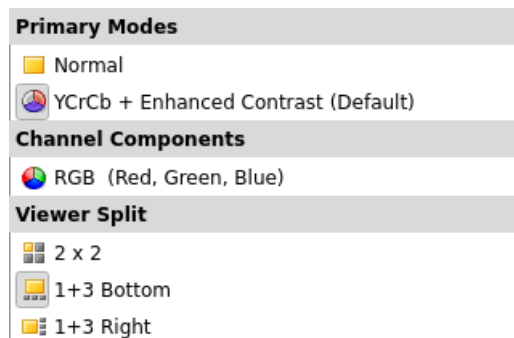 Primary Modes
Normal
YCrCb + Enhanced Contrast (Default)
Channel Components
RGB  (Red, Green, Blue)
Viewer Split
2 x 2
1+3 Bottom
1+3 Right